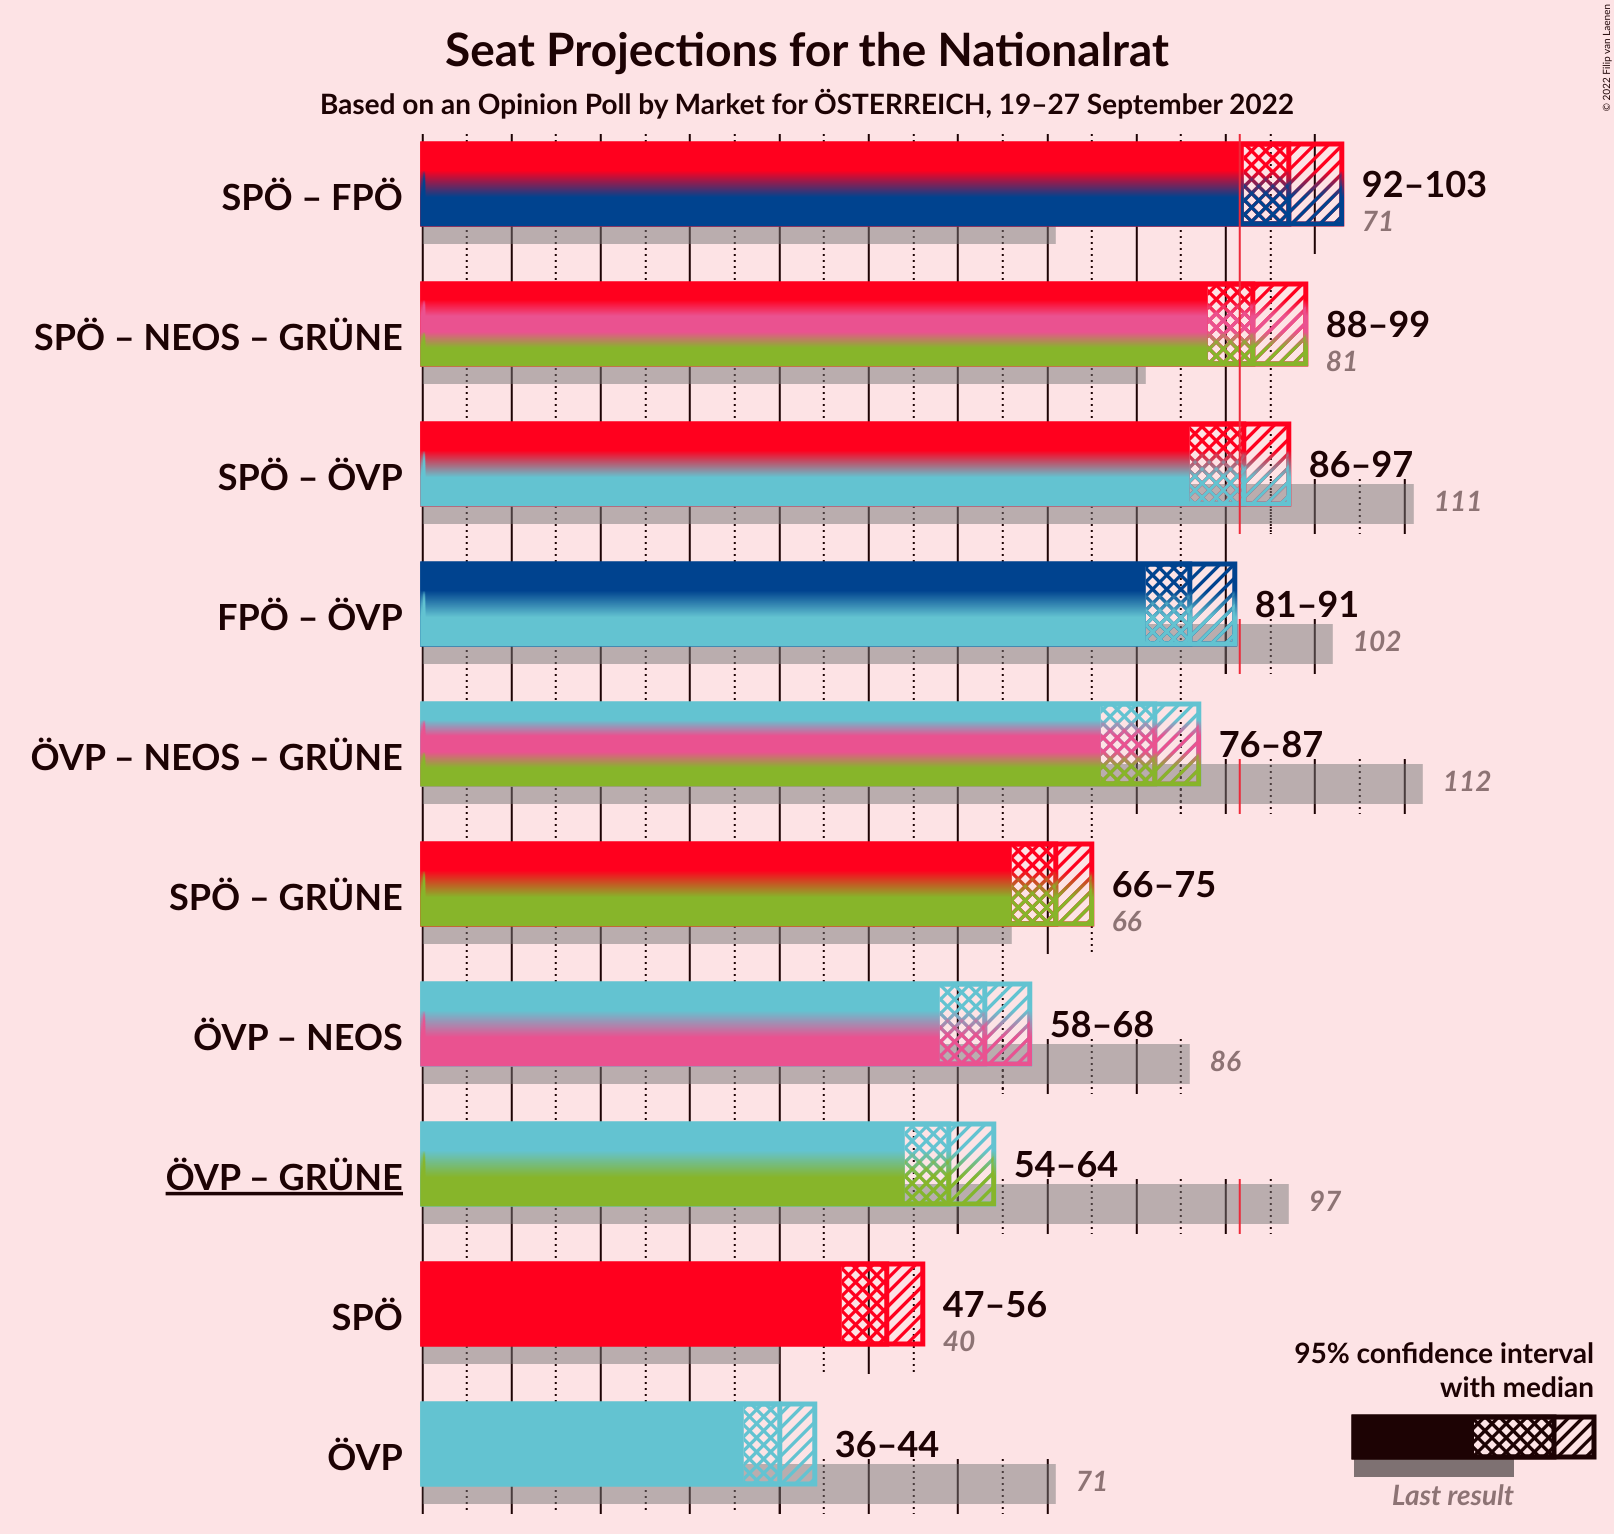 Seat Projections for the Nationalrat
Based on an Opinion Poll by Market for ÖSTERREICH, 19–27 September 2022
© 2022 Filip van Laenen
SPÖ – FPÖ
92–103
71
SPÖ – NEOS – GRÜNE
88–99
81
SPÖ – ÖVP
86–97
111
FPÖ – ÖVP
81–91
102
ÖVP – NEOS – GRÜNE
76–87
112
SPÖ – GRÜNE
66–75
66
ÖVP – NEOS
58–68
86
ÖVP – GRÜNE
54–64
97
SPÖ
47–56
40
ÖVP
36–44
71
95% confidence interval
with median
Last result